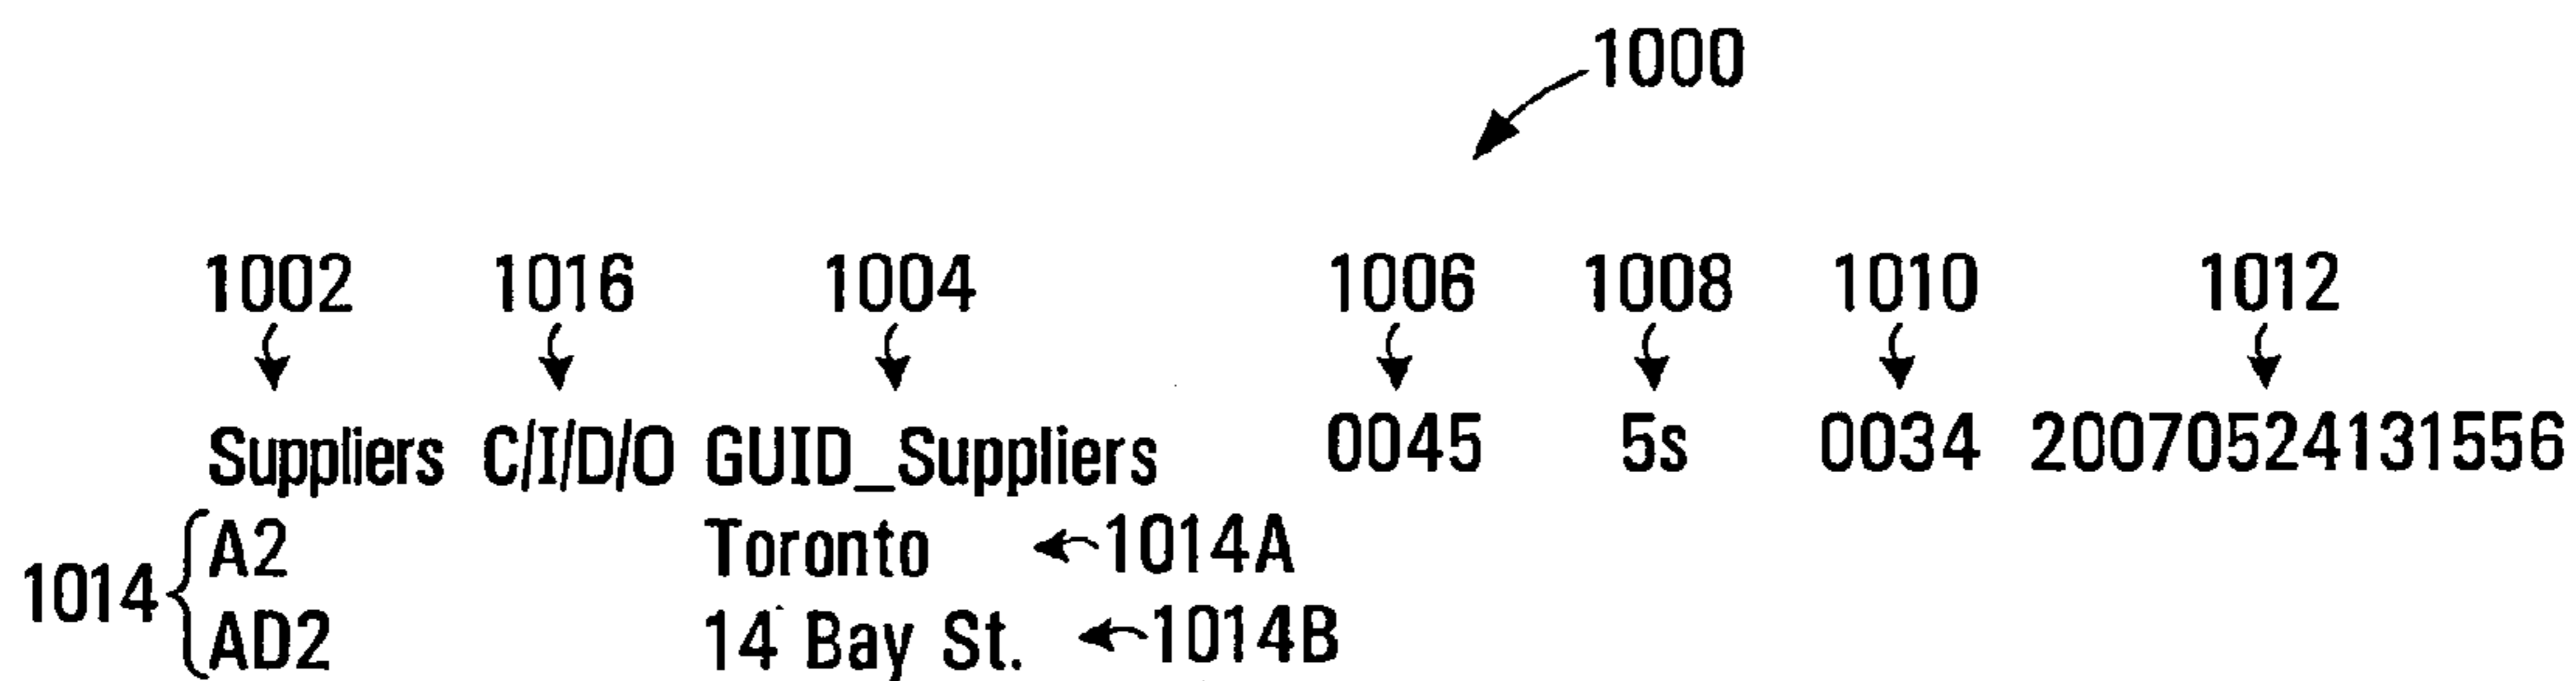 1000
1002 1016 1004 1006 1008 1010 1012
Suppliers C/I/D/O GUID_Suppliers 0045 5s 0034 20070524131556
1014 A2 Toronto 1014A
AD2 14 Bay St. 1014B